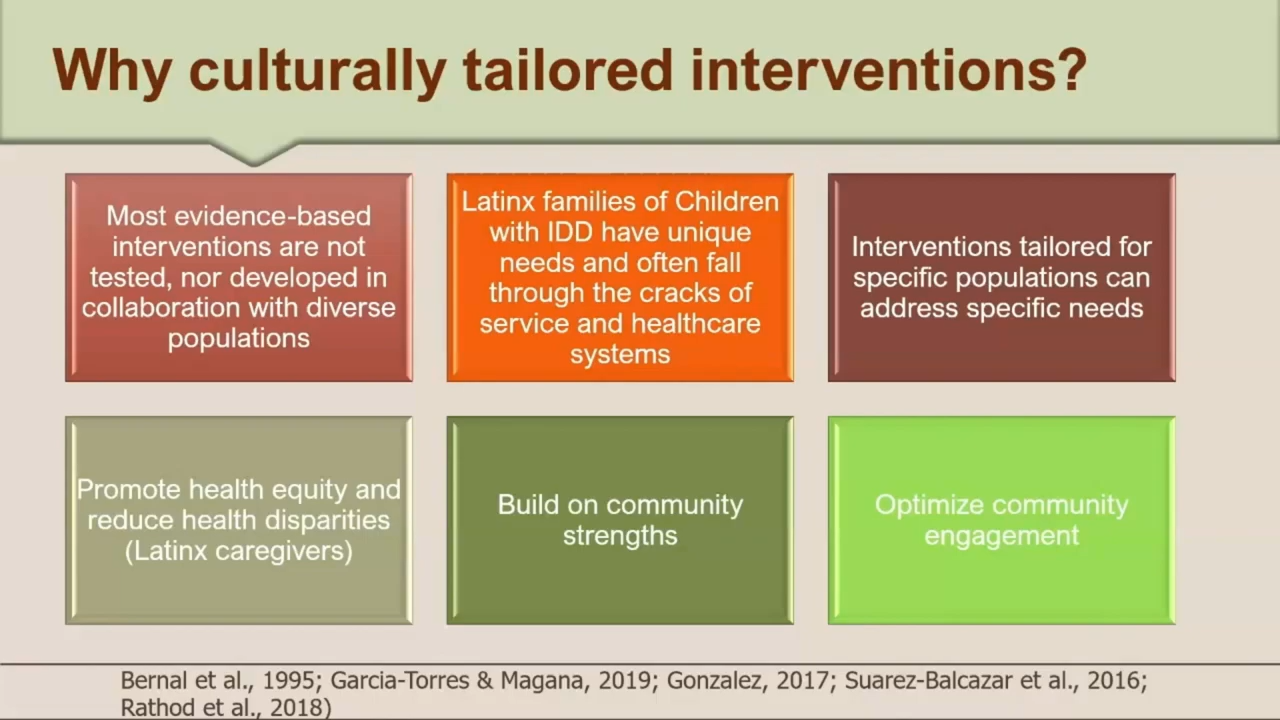 Why culturally tailored interventions?
Most evidence-based
interventions are not
tested, nor developed in
collaboration with diverse
populations
Latinx families of Children
with IDD have unique
needs and often fall
through the cracks of
service and healthcare
systems
Interventions tailored for
specific populations can
address specific needs
Promote health equity and
reduce health disparities
(Latinx caregivers)
Build on community
strengths
Optimize community
engagement
Bernal et al., 1995; Garcia-Torres & Magana, 2019; Gonzalez, 2017; Suarez-Balcazar et al., 2016;
Rathod et al., 2018)